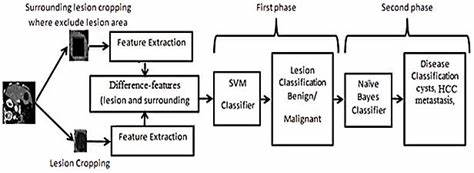 Surrounding lesion cropping
where exclude lesion area
First phase
Second phase
Feature Extraction
Difference-features
(lesion and surrounding
Feature Extraction
Lesion Cropping
SVM
Classifier
Lesion
Classification
Benign/
Malignant
Naïve
Bayes
Classifier
Disease
Classification
cysts, HCC
metastasis,